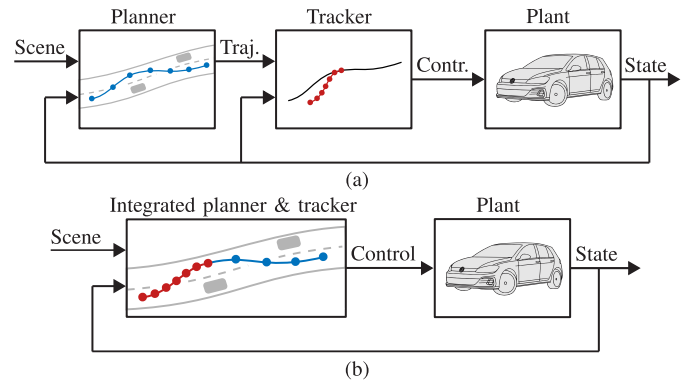 Planner Tracker Plant
Scene Traj. Contr. State
(a)
Integrated planner & tracker Plant
Scene Control State
(b)